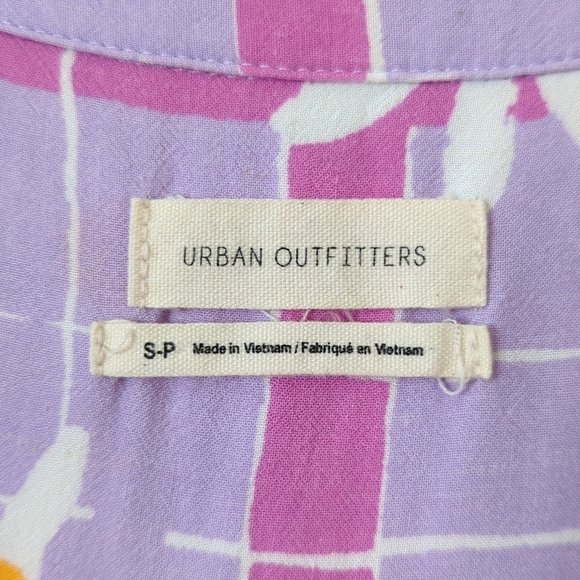 URBAN OUTFITTERS
S-P Made in Vietnam / Fabriqué en Vietnam